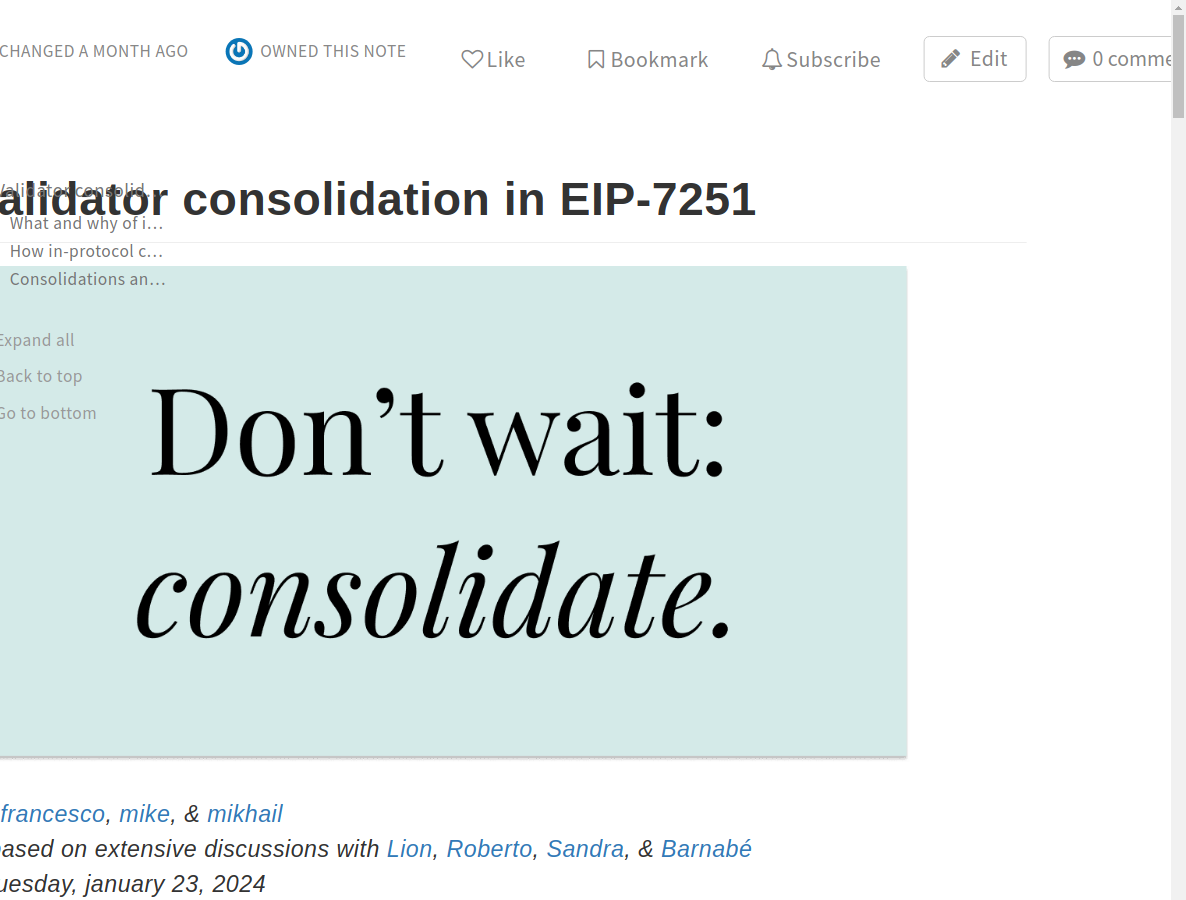 CHANGED A MONTH AGO OWNED THIS NOTE Like Bookmark Subscribe Edit 0 comme
alidator consolidation in EIP-7251
Validator consolid…
What and why of i…
How in-protocol c…
Consolidations an…
Expand all
Back to top
Go to bottom
Don’t wait:
consolidate.
francesco, mike, & mikhail
based on extensive discussions with Lion, Roberto, Sandra, & Barnabé
uesday, january 23, 2024